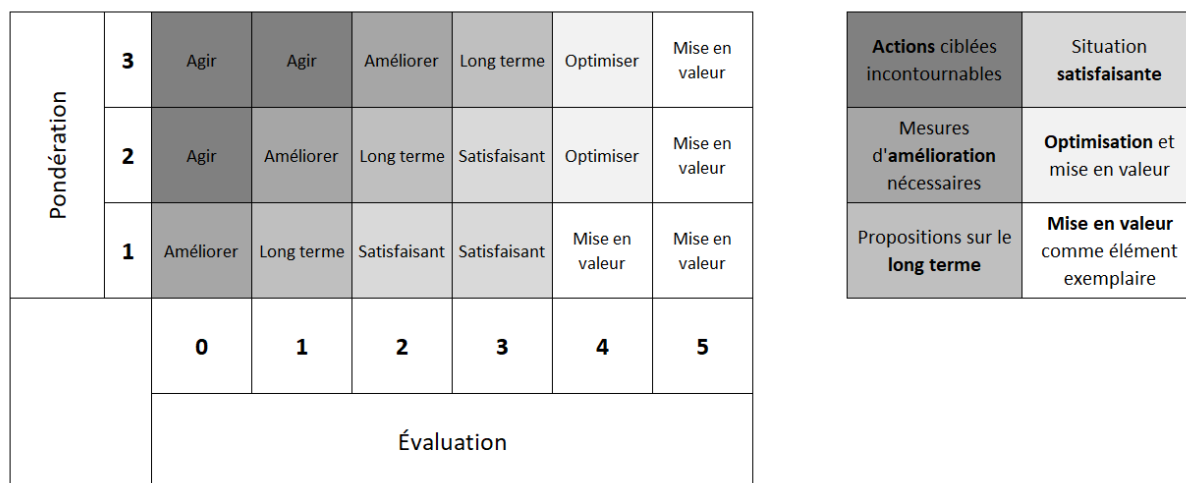 Pondération
3
Agir
Agir
Améliorer
Long terme
Optimiser
Mise en
valeur
2
Agir
Améliorer
Long terme
Satisfaisant
Optimiser
Mise en
valeur
1
Améliorer
Long terme
Satisfaisant
Satisfaisant
Mise en
valeur
Mise en
valeur
0
1
2
3
4
5
Évaluation
Actions ciblées
incontournables
Situation
satisfaisante
Mesures
d'amélioration
nécessaires
Optimisation et
mise en valeur
Propositions sur le
long terme
Mise en valeur
comme élément
exemplaire